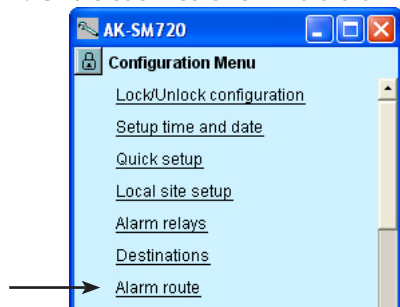 AK-SM720
Configuration Menu
Lock/Unlock configuration
Setup time and date
Quick setup
Local site setup
Alarm relays
Destinations
Alarm route